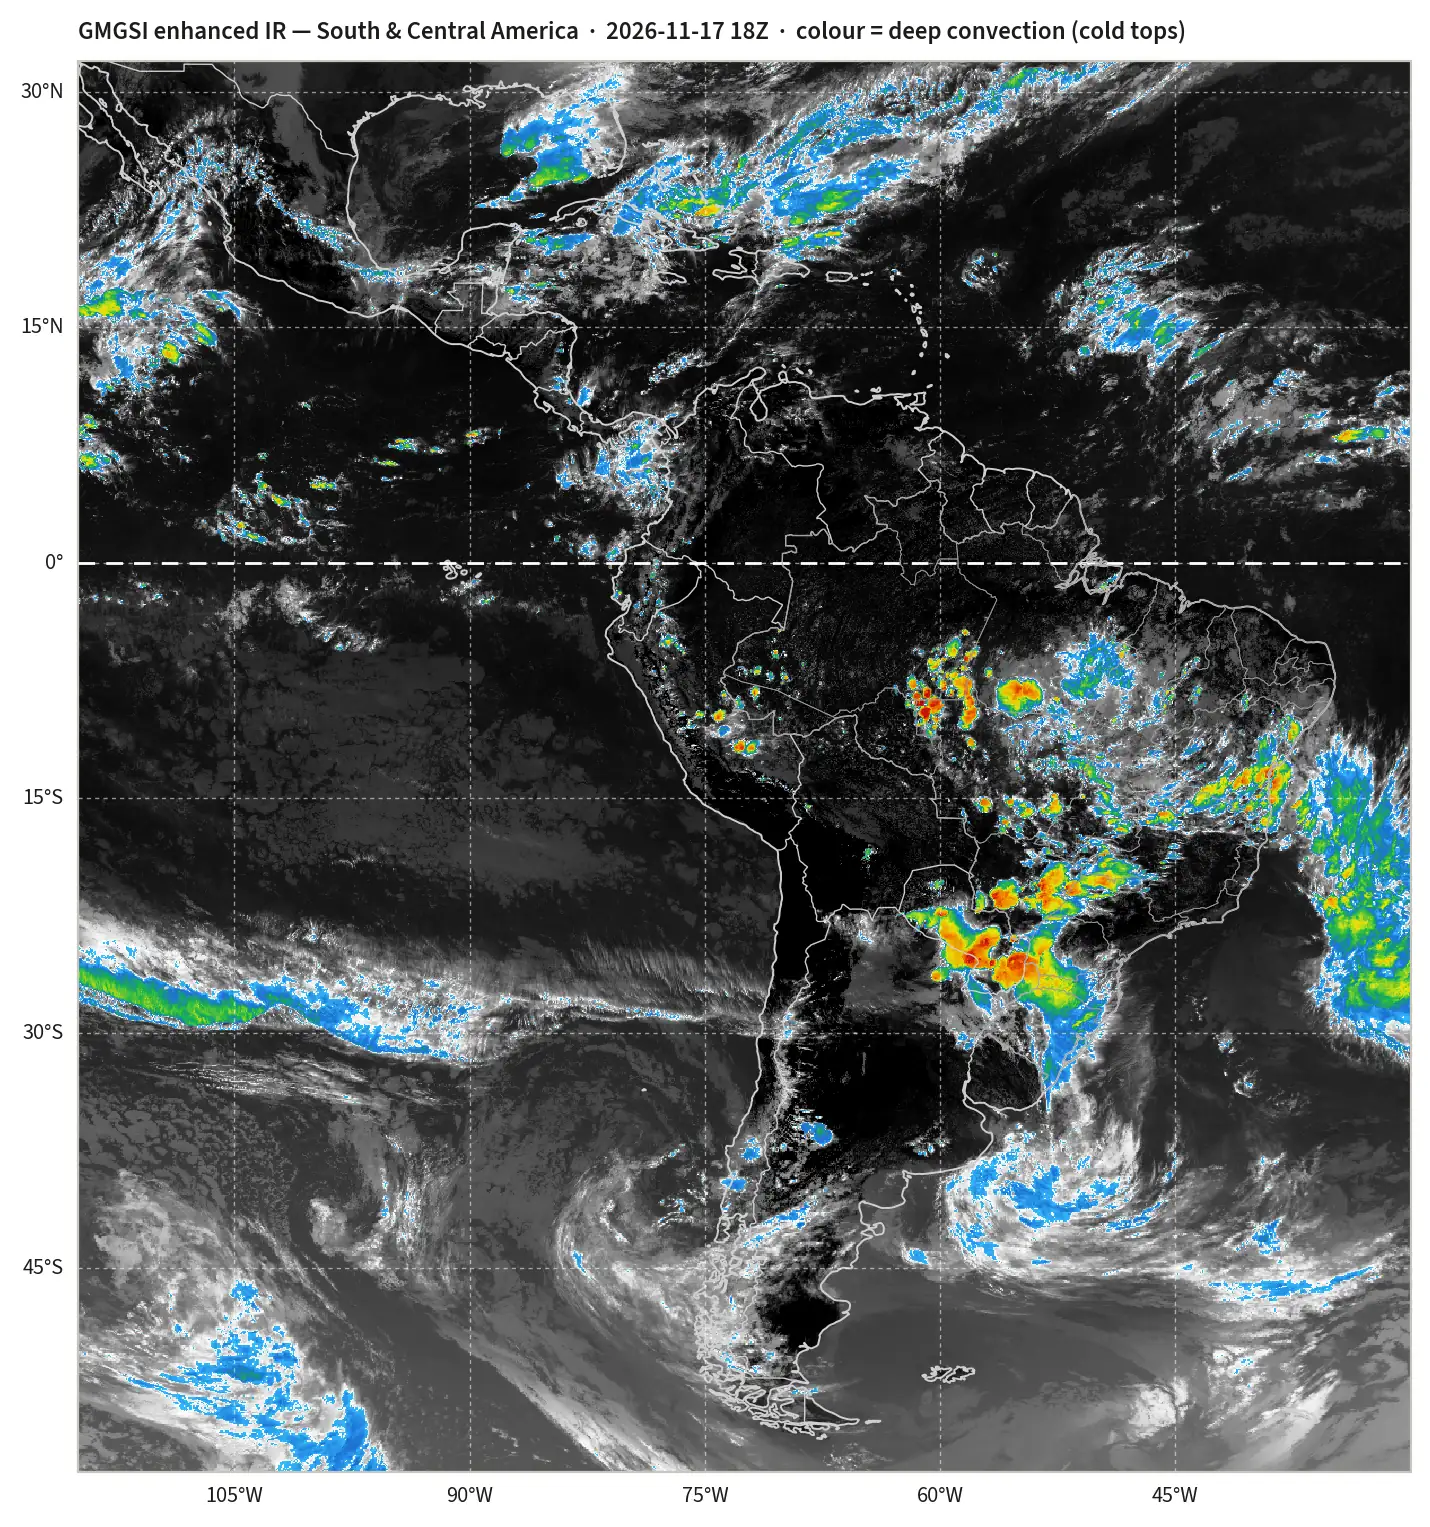 GMGSI enhanced IR — South & Central America · 2026-11-17 18Z · colour = deep convection (cold tops)
30°N
15°N
0°
15°S
30°S
45°S
105°W
90°W
75°W
60°W
45°W